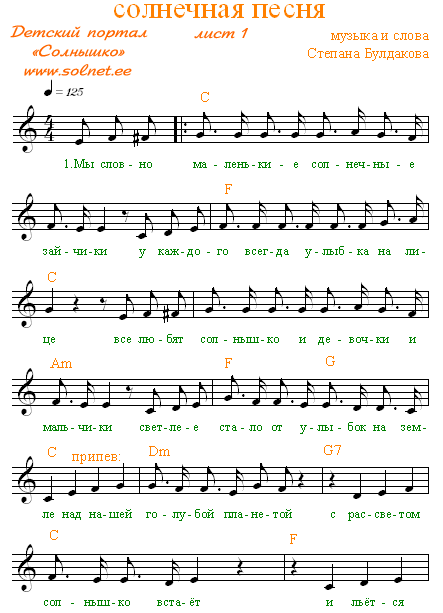 солнечная песня
Детский портал лист 1
«Солнышко»
www.solnet.ee
музыка и слова
Степана Булдакова
= 125
C
4
4
1.Мы слов - но ма - лень - ки - е сол - неч - ны - е
F
зай - чи - ки у каж - до - го всег - да у - лыб - ка на ли -
C
це все лю - бят сол - ныш - ко и де - воч - ки и
Am F G
маль - чи - ки свет - ле - е ста - ло от у - лы - бок на зем -
C припев: Dm G7
ле над на - шей го - лу - бой пла - не - той с рас - све - том
C F
сол - ныш - ко вста - ёт и льёт - ся